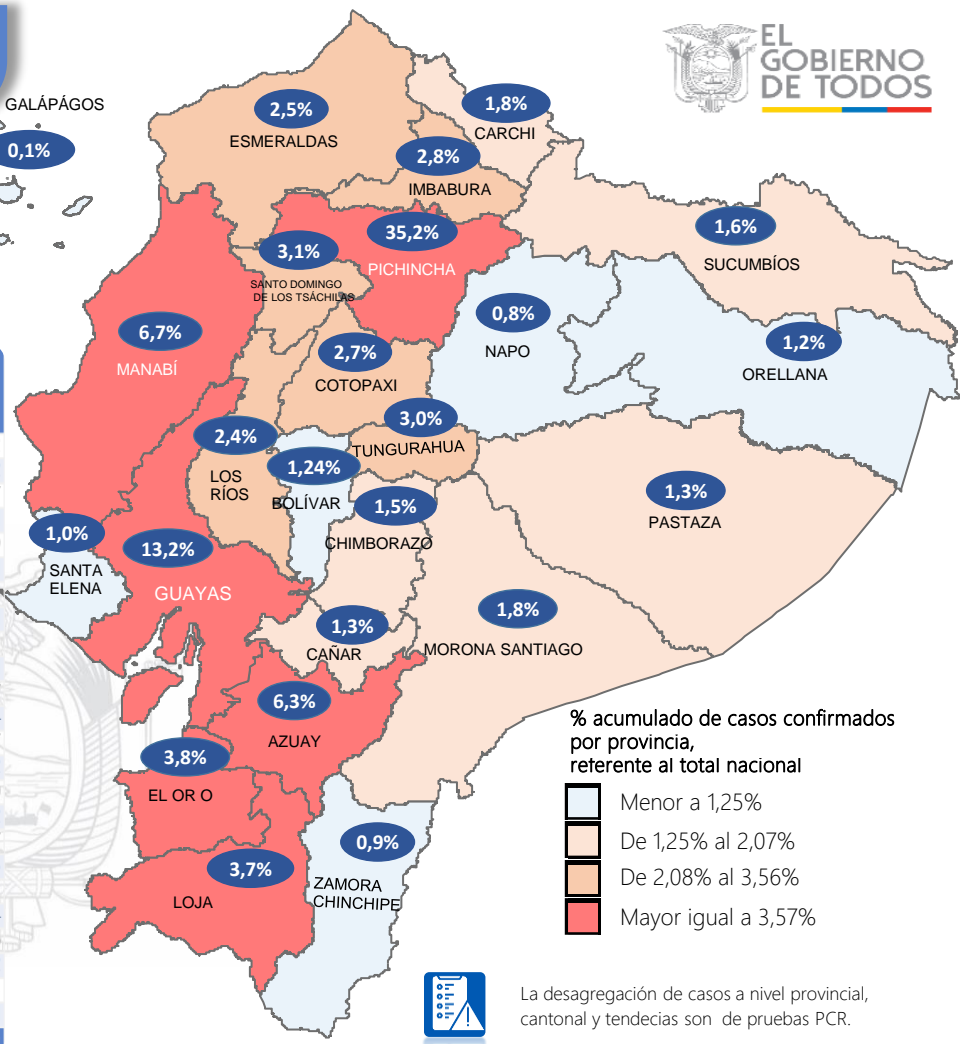 EL
GOBIERNO
DE TODOS
GALÁPÁGOS
0,1%
2,5%
ESMERALDAS
1,8%
CARCHI
2,8%
IMBABURA
35,2%
PICHINCHA
1,6%
SUCUMBÍOS
3,1%
SANTO DOMINGO
DE LOS TSÁCHILAS
6,7%
MANABÍ
0,8%
NAPO
1,2%
ORELLANA
2,7%
COTOPAXI
3,0%
TUNGURAHUA
2,4%
LOS
RÍOS
1,24%
BOLÍVAR
1,5%
CHIMBORAZO
1,3%
PASTAZA
1,0%
SANTA
ELENA
13,2%
GUAYAS
1,3%
CAÑAR
1,8%
MORONA SANTIAGO
6,3%
AZUAY
3,8%
EL OR O
3,7%
LOJA
0,9%
ZAMORA
CHINCHIPE
% acumulado de casos confirmados
por provincia,
referente al total nacional
Menor a 1,25%
De 1,25% al 2,07%
De 2,08% al 3,56%
Mayor igual a 3,57%
La desagregación de casos a nivel provincial,
cantonal y tendecias son de pruebas PCR.